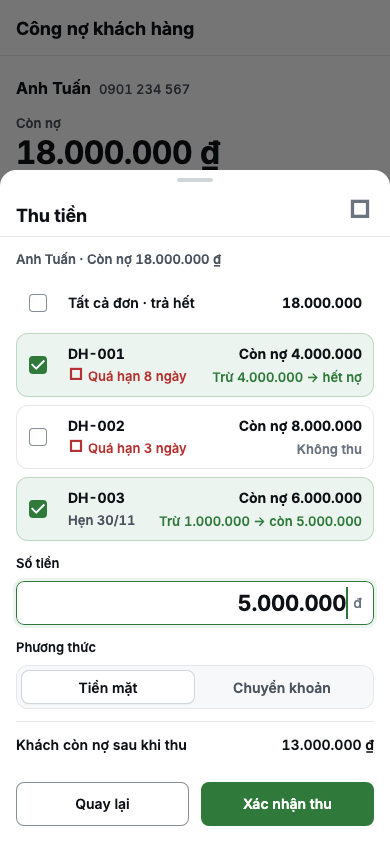 Công nợ khách hàng
Anh Tuấn 0901 234 567
Còn nợ
18.000.000 ₫
Thu tiền
Anh Tuấn · Còn nợ 18.000.000 ₫
Tất cả đơn · trả hết 18.000.000
DH-001 Còn nợ 4.000.000
Quá hạn 8 ngày Trừ 4.000.000 → hết nợ
DH-002 Còn nợ 8.000.000
Quá hạn 3 ngày Không thu
DH-003 Còn nợ 6.000.000
Hẹn 30/11 Trừ 1.000.000 → còn 5.000.000
Số tiền
5.000.000 đ
Phương thức
Tiền mặt Chuyển khoản
Khách còn nợ sau khi thu 13.000.000 ₫
Quay lại Xác nhận thu